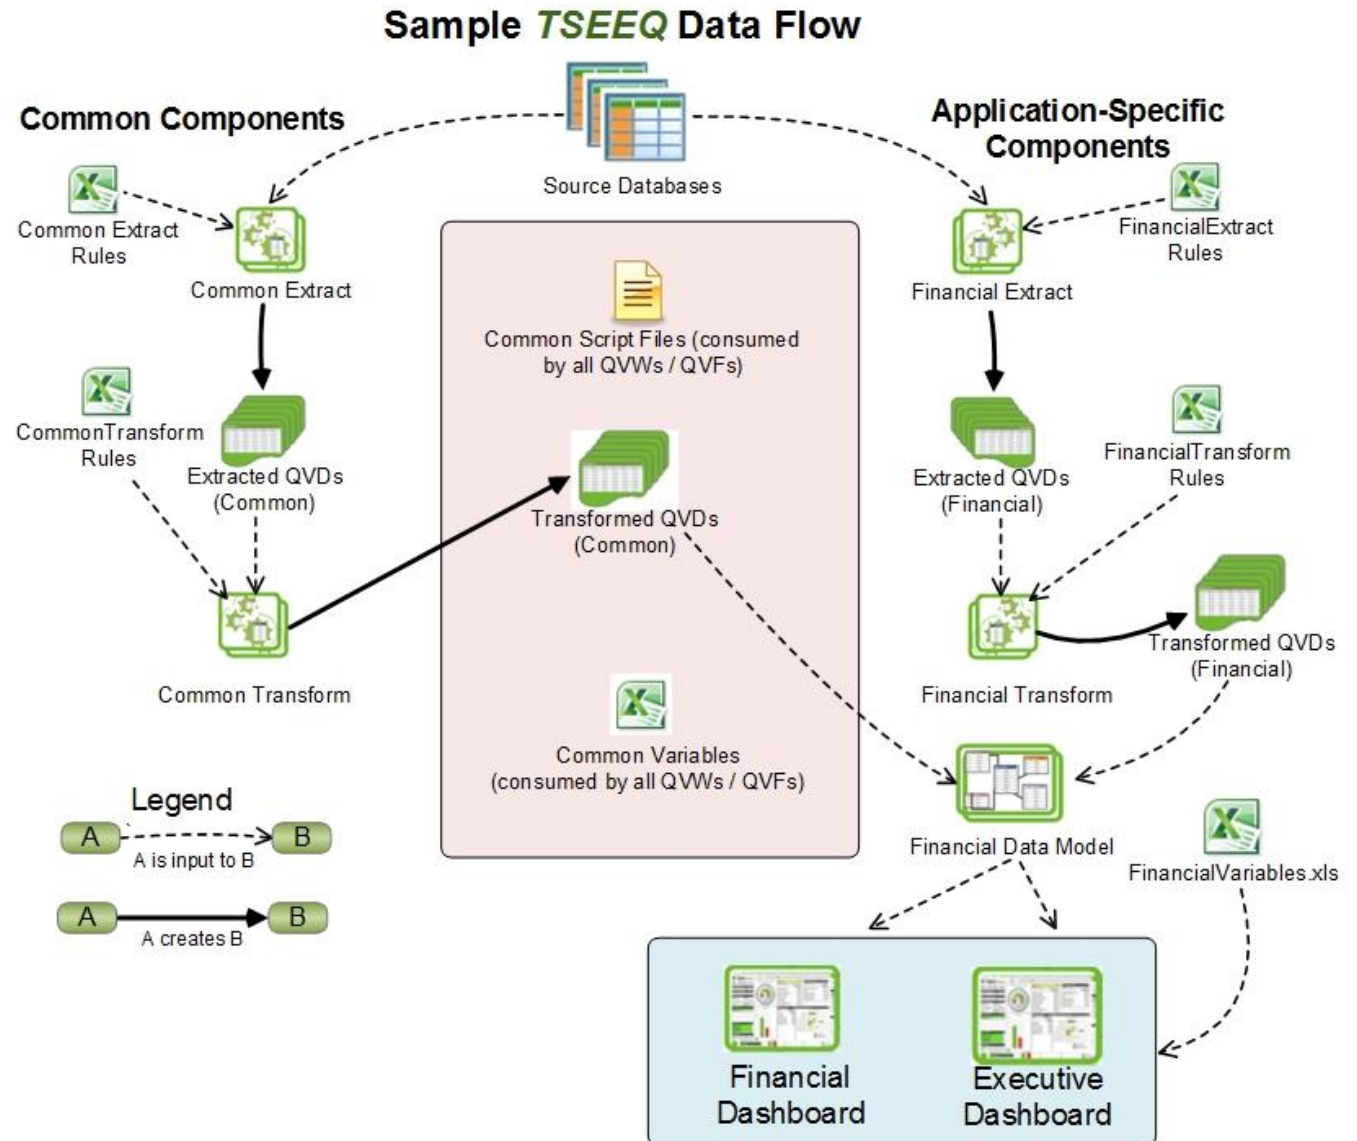 Sample TSEEQ Data Flow
Common Components
Application-Specific
Components
Source Databases
Common Extract
Rules
Common Extract
FinancialExtract
Rules
Financial Extract
Common Script Files (consumed
by all QVWs / QVFs)
CommonTransform
Rules
Extracted QVDs
(Common)
Transformed QVDs
(Common)
Extracted QVDs
(Financial)
FinancialTransform
Rules
Common Transform
Financial Transform
Transformed QVDs
(Financial)
Common Variables
(consumed by all QVWs / QVFs)
Legend
A
B
A is input to B
A
B
A creates B
Financial Data Model
FinancialVariables.xls
Financial
Dashboard
Executive
Dashboard